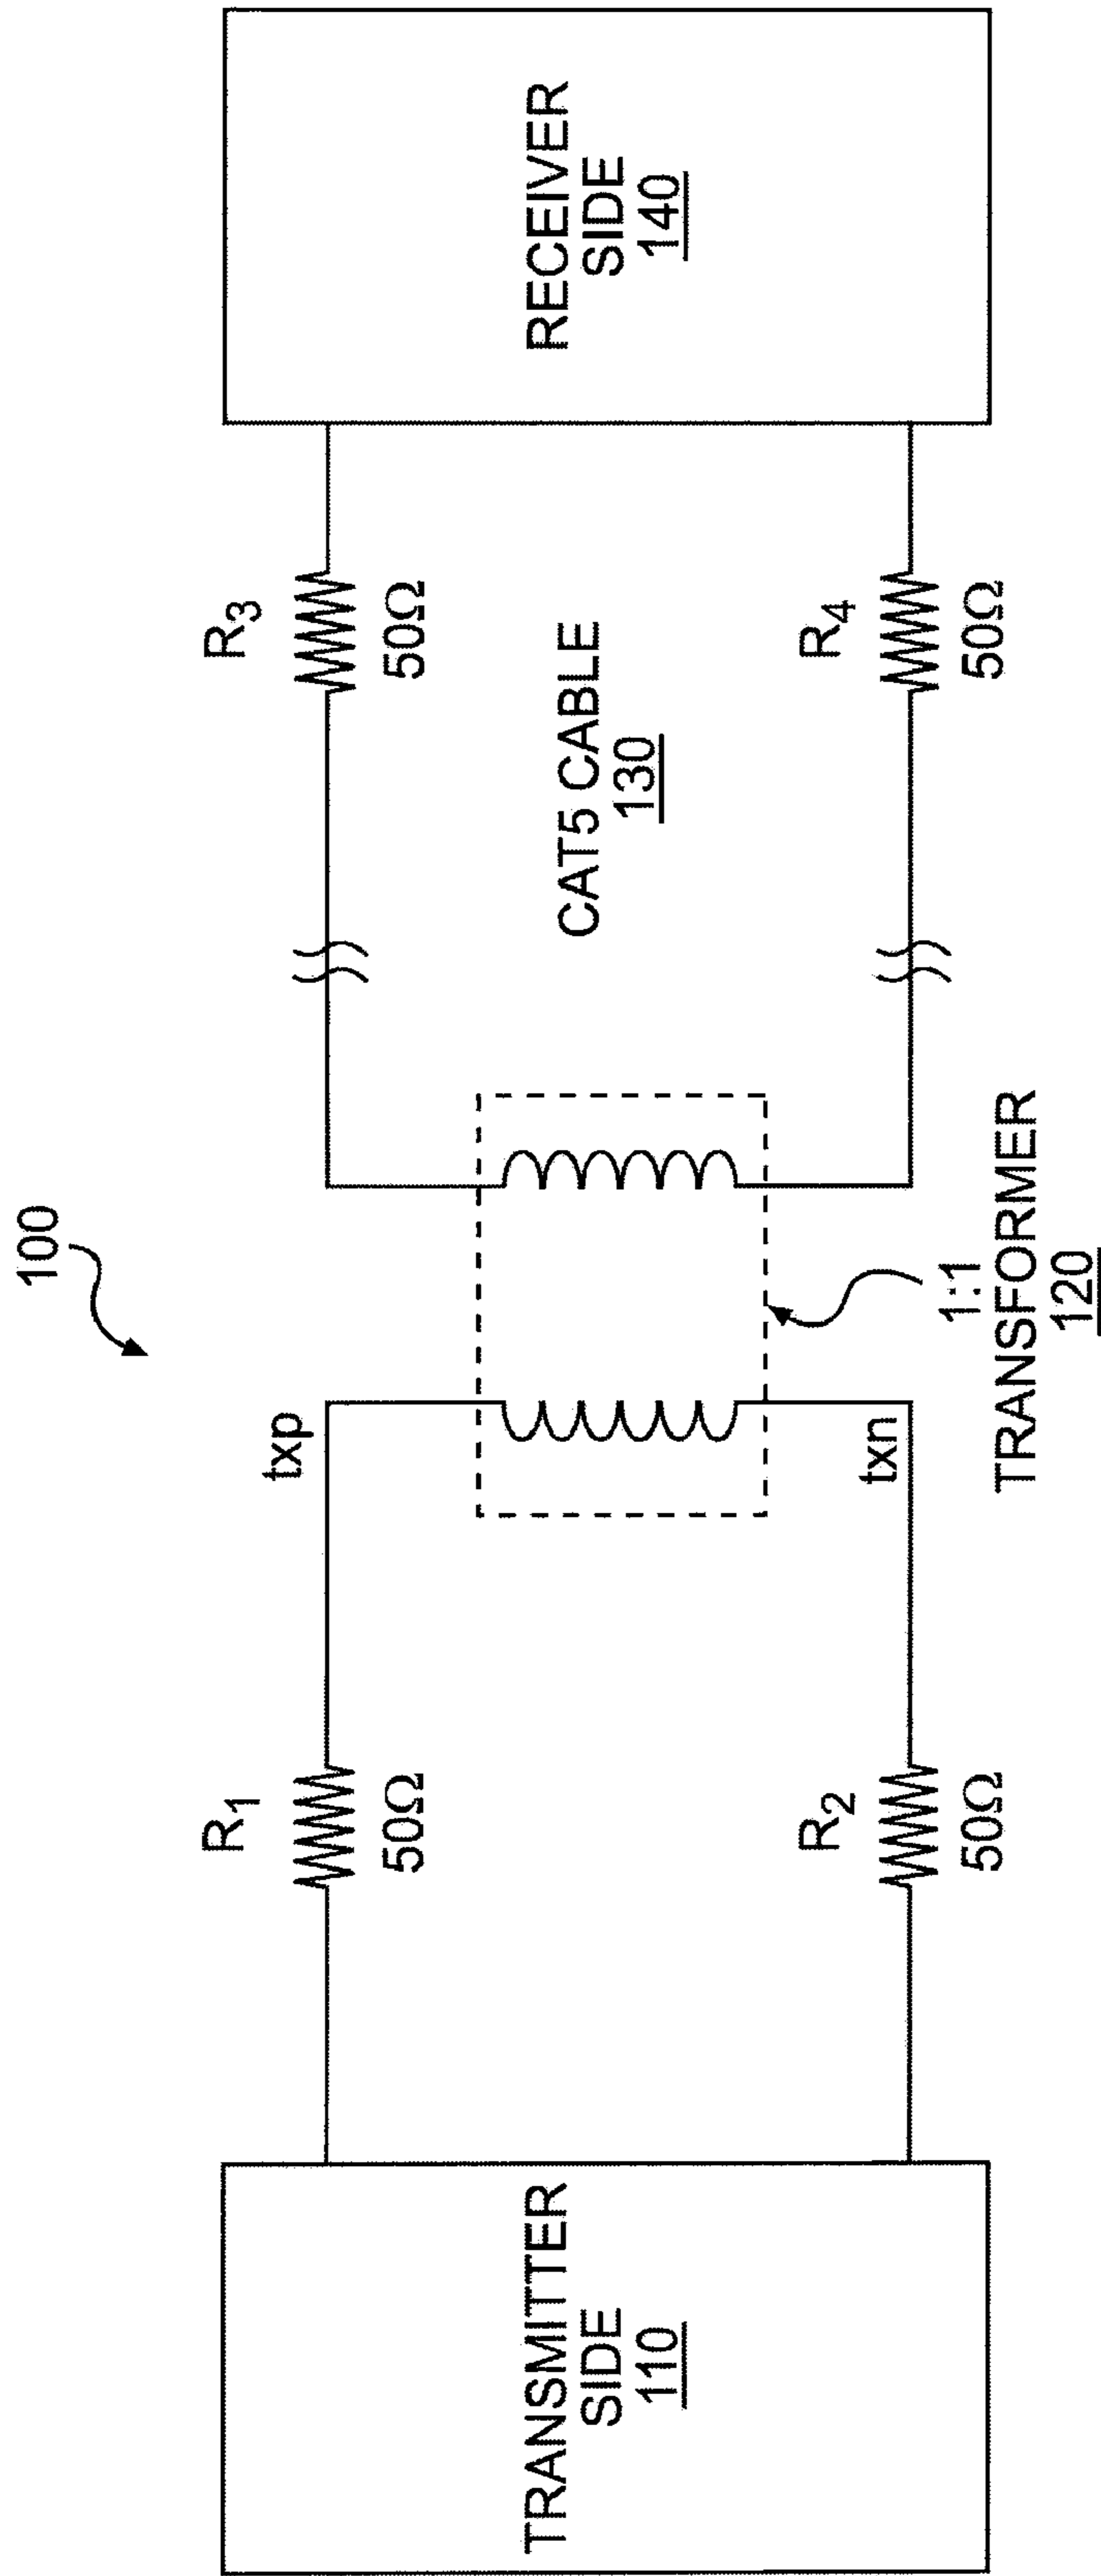 100
TRANSMITTER
SIDE
110
R1
50Ω
R2
50Ω
txp
txn
1:1
TRANSFORMER
120
CAT5 CABLE
130
R3
50Ω
R4
50Ω
RECEIVER
SIDE
140